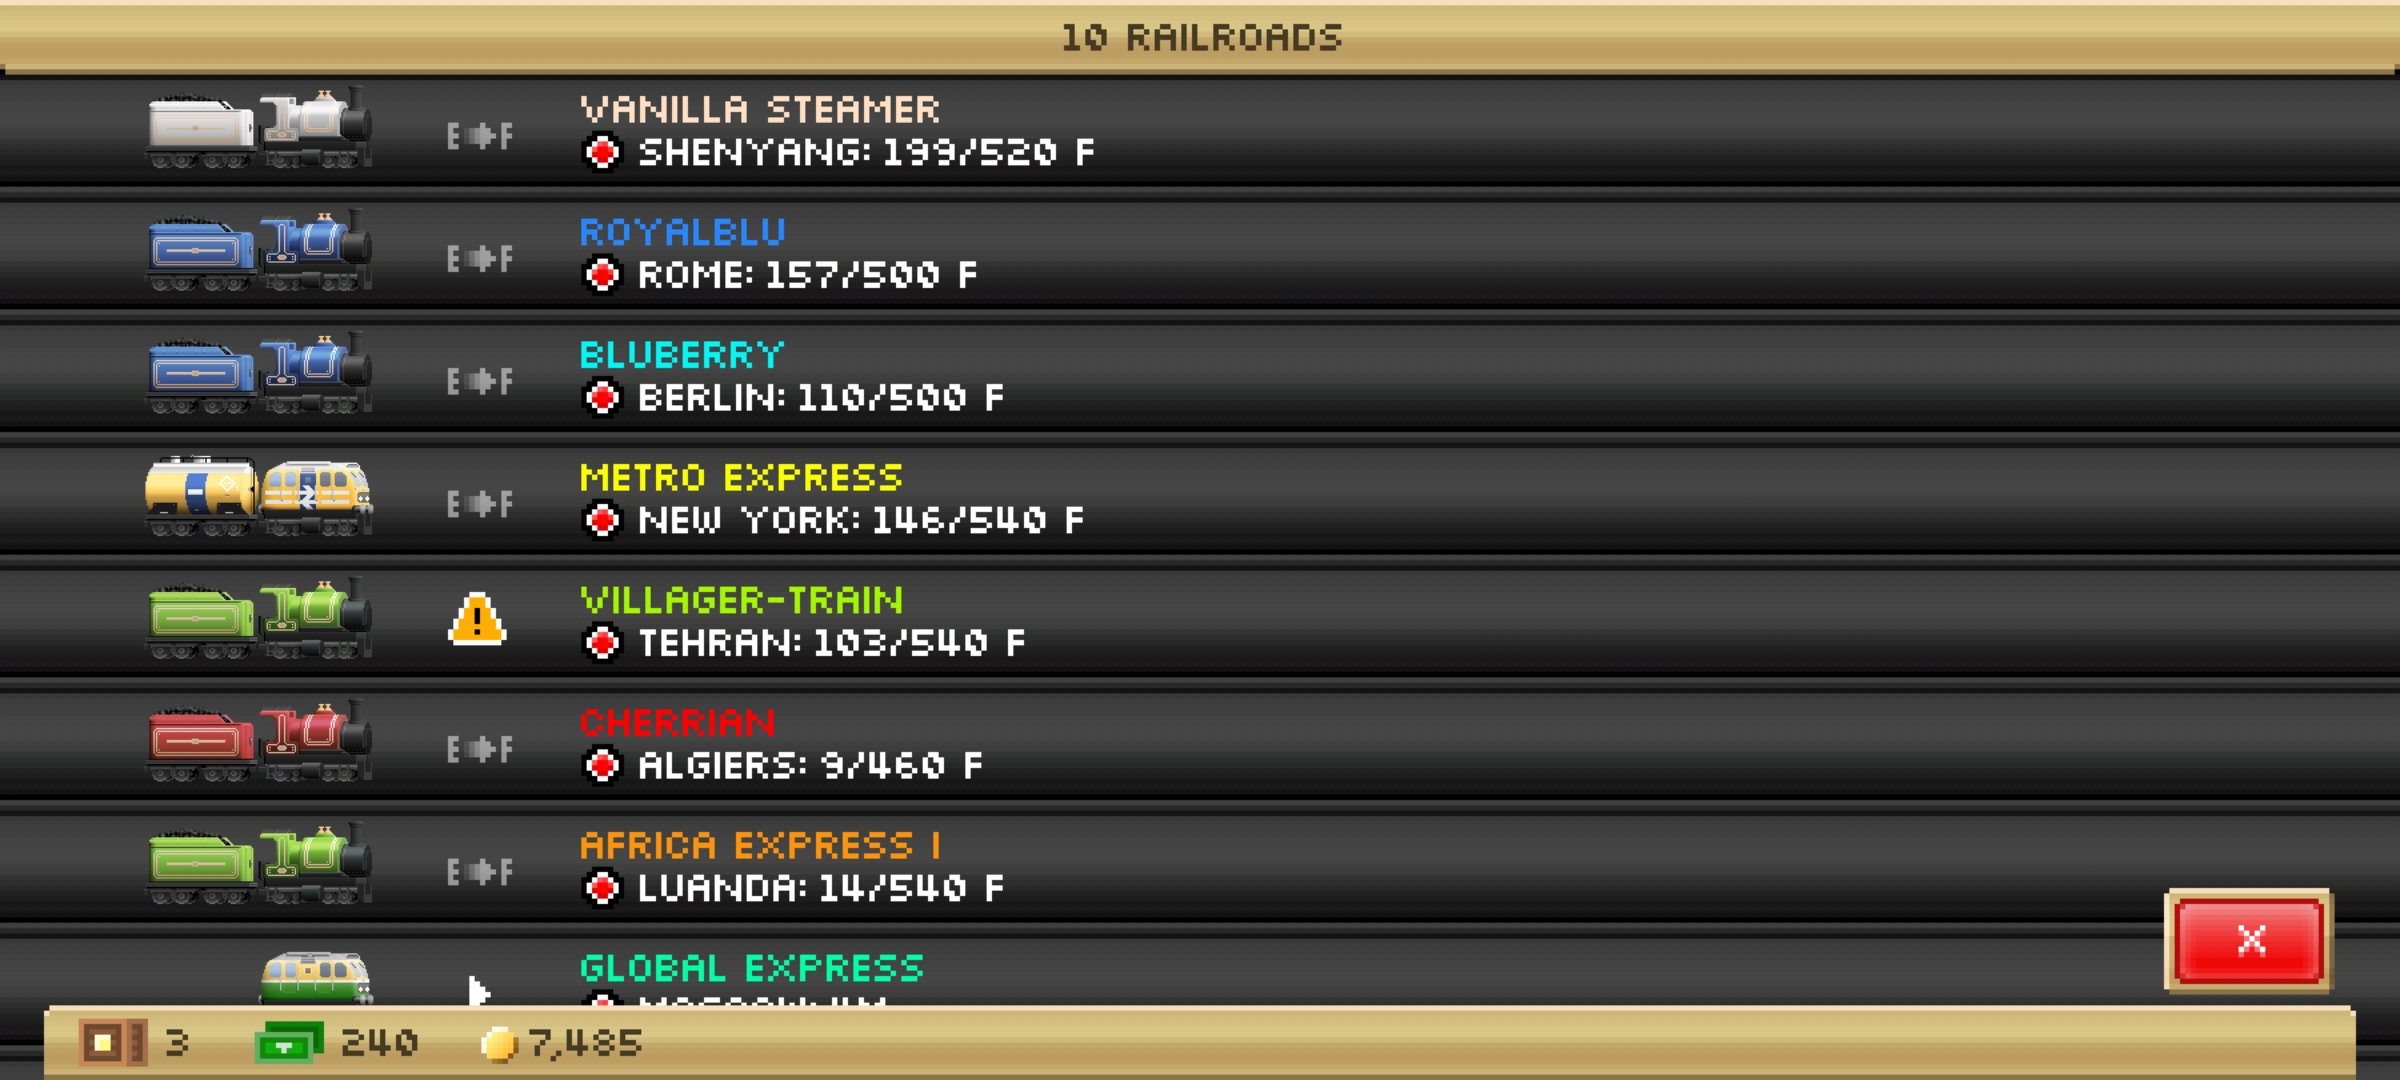 10 RAILROADS
VANILLA STEAMER
E F
SHENYANG: 199/520 F
ROYALBLU
E F
ROME: 157/500 F
BLUBERRY
E F
BERLIN: 110/500 F
METRO EXPRESS
E F
NEW YORK: 146/540 F
VILLAGER-TRAIN
!
TEHRAN: 103/540 F
CHERRIAN
E F
ALGIERS: 9/460 F
AFRICA EXPRESS I
E F
LUANDA: 14/540 F
X
GLOBAL EXPRESS
3 240 7,485